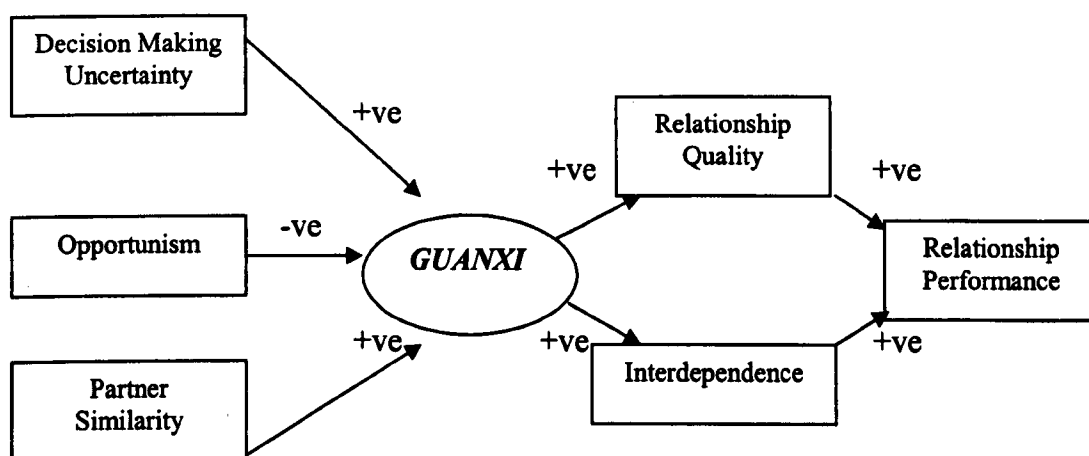 Decision Making
Uncertainty
+ve
Opportunism
-ve
Partner
Similarity
+ve
GUANXI
+ve
Relationship
Quality
+ve
+ve
Interdependence
+ve
Relationship
Performance